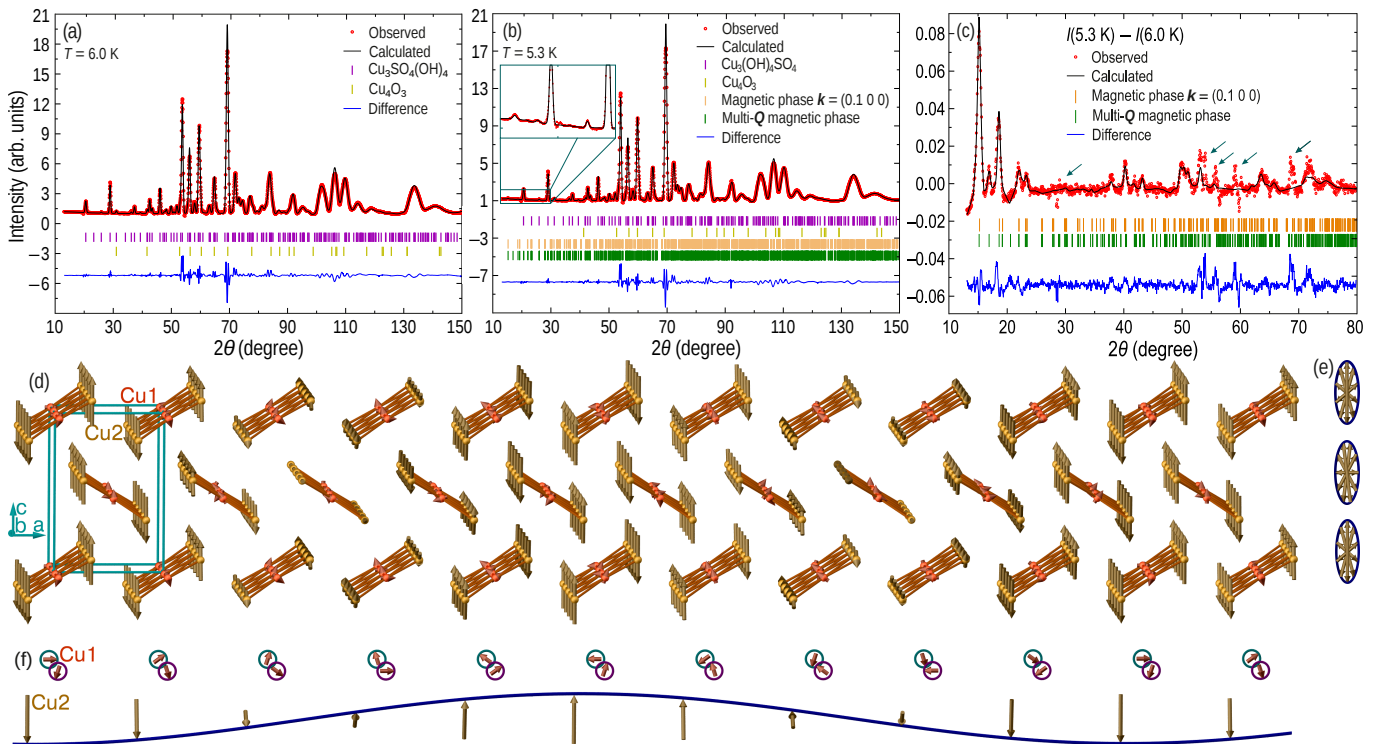 (a)
T = 6.0 K
Observed
Calculated
Cu₃SO₄(OH)₄
Cu₄O₃
Difference
Intensity (arb. units)
21
18
15
12
9
6
3
0
−3
−6
10 30 50 70 90 110 130 150
2θ (degree)
(b)
T = 5.3 K
Observed
Calculated
Cu₃(OH)₄SO₄
Cu₄O₃
Magnetic phase k = (0.1 0 0)
Multi-Q magnetic phase
Difference
21
17
13
9
5
1
−3
−7
10 30 50 70 90 110 130 150
2θ (degree)
(c)
I(5.3 K) − I(6.0 K)
Observed
Calculated
Magnetic phase k = (0.1 0 0)
Multi-Q magnetic phase
Difference
0.08
0.06
0.04
0.02
0.00
−0.02
−0.04
−0.06
10 20 30 40 50 60 70 80
2θ (degree)
(d)
Cu1
Cu2
c
b a
(e)
(f)
Cu1
Cu2